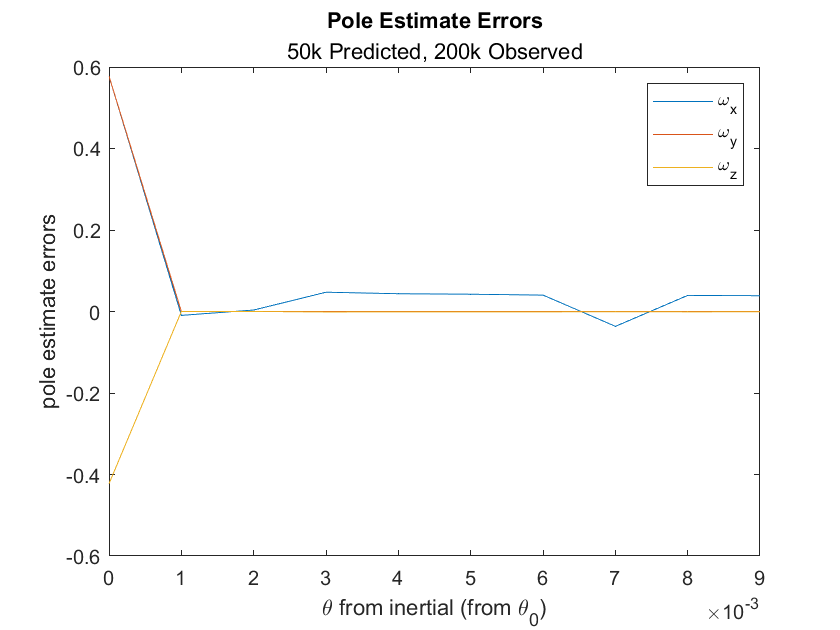 Pole Estimate Errors
50k Predicted, 200k Observed
0.6
0.4
0.2
0
-0.2
-0.4
-0.6
pole estimate errors
ω_x
ω_y
ω_z
0 1 2 3 4 5 6 7 8 9
θ from inertial (from θ_0)
×10^-3